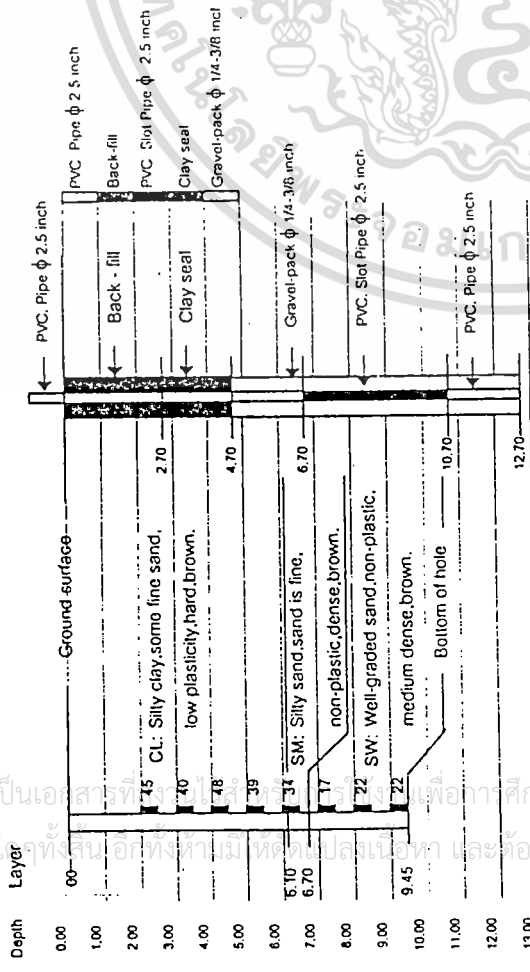 Depth Layer
0.00
1.00
2.00
3.00
4.00
5.00
6.00
7.00
8.00
9.00
10.00
11.00
12.00
13.00
00
6.10
6.70
9.45
45
40
48
39
34
17
22
22
Ground surface
CL: Silty clay,some fine sand,
low plasticity,hard,brown.
SM: Silty sand,sand is fine,
non-plastic,dense,brown.
SW: Well-graded sand,non-plastic,
medium dense,brown.
Bottom of hole
2.70
4.70
6.70
10.70
12.70
PVC. Pipe ϕ 2.5 inch
Back - fill
Clay seal
Gravel-pack ϕ 1/4-3/8 inch
PVC. Slot Pipe ϕ 2.5 inch
PVC. Pipe ϕ 2.5 inch
PVC Pipe ϕ 2 5 inch
Back-fill
PVC Slot Pipe ϕ 2.5 inch
Clay seal
Gravel-pack ϕ 1/4-3/8 incl